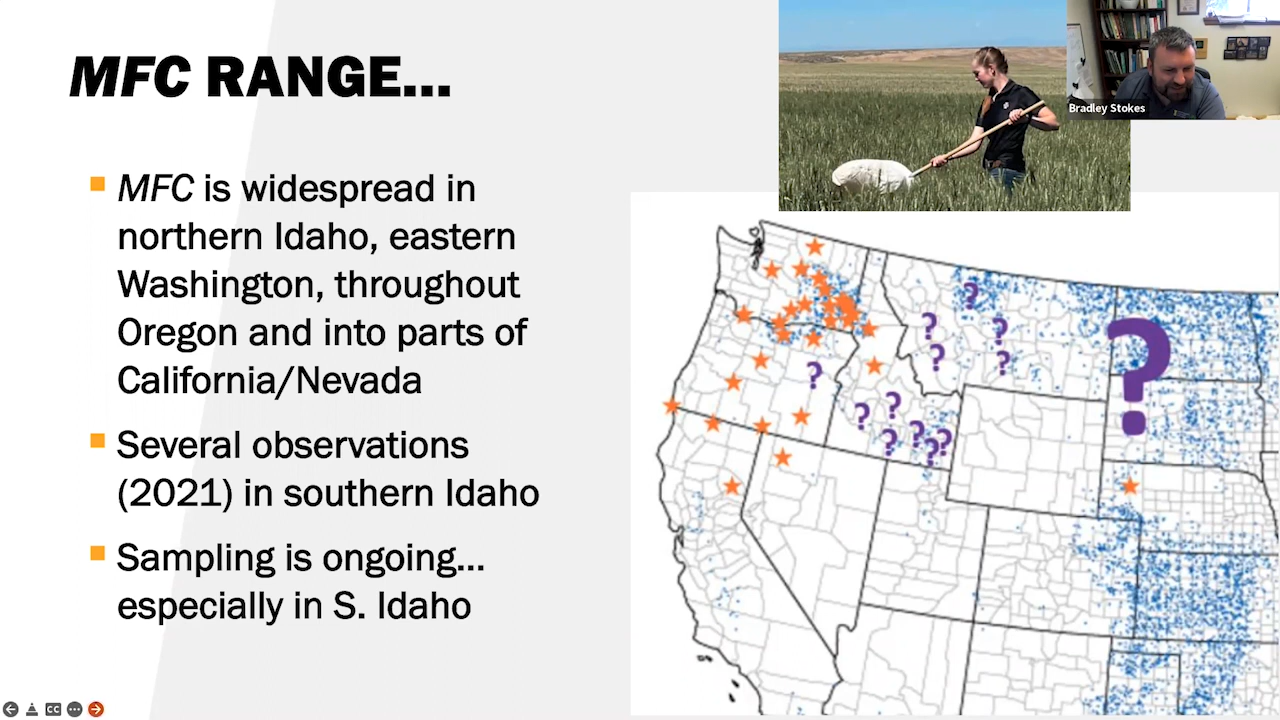 MFC RANGE...
MFC is widespread in
northern Idaho, eastern
Washington, throughout
Oregon and into parts of
California/Nevada
Several observations
(2021) in southern Idaho
Sampling is ongoing...
especially in S. Idaho
Bradley Stokes
?
?
?
?
?
?
?
?
?
?
?
?
?
CC